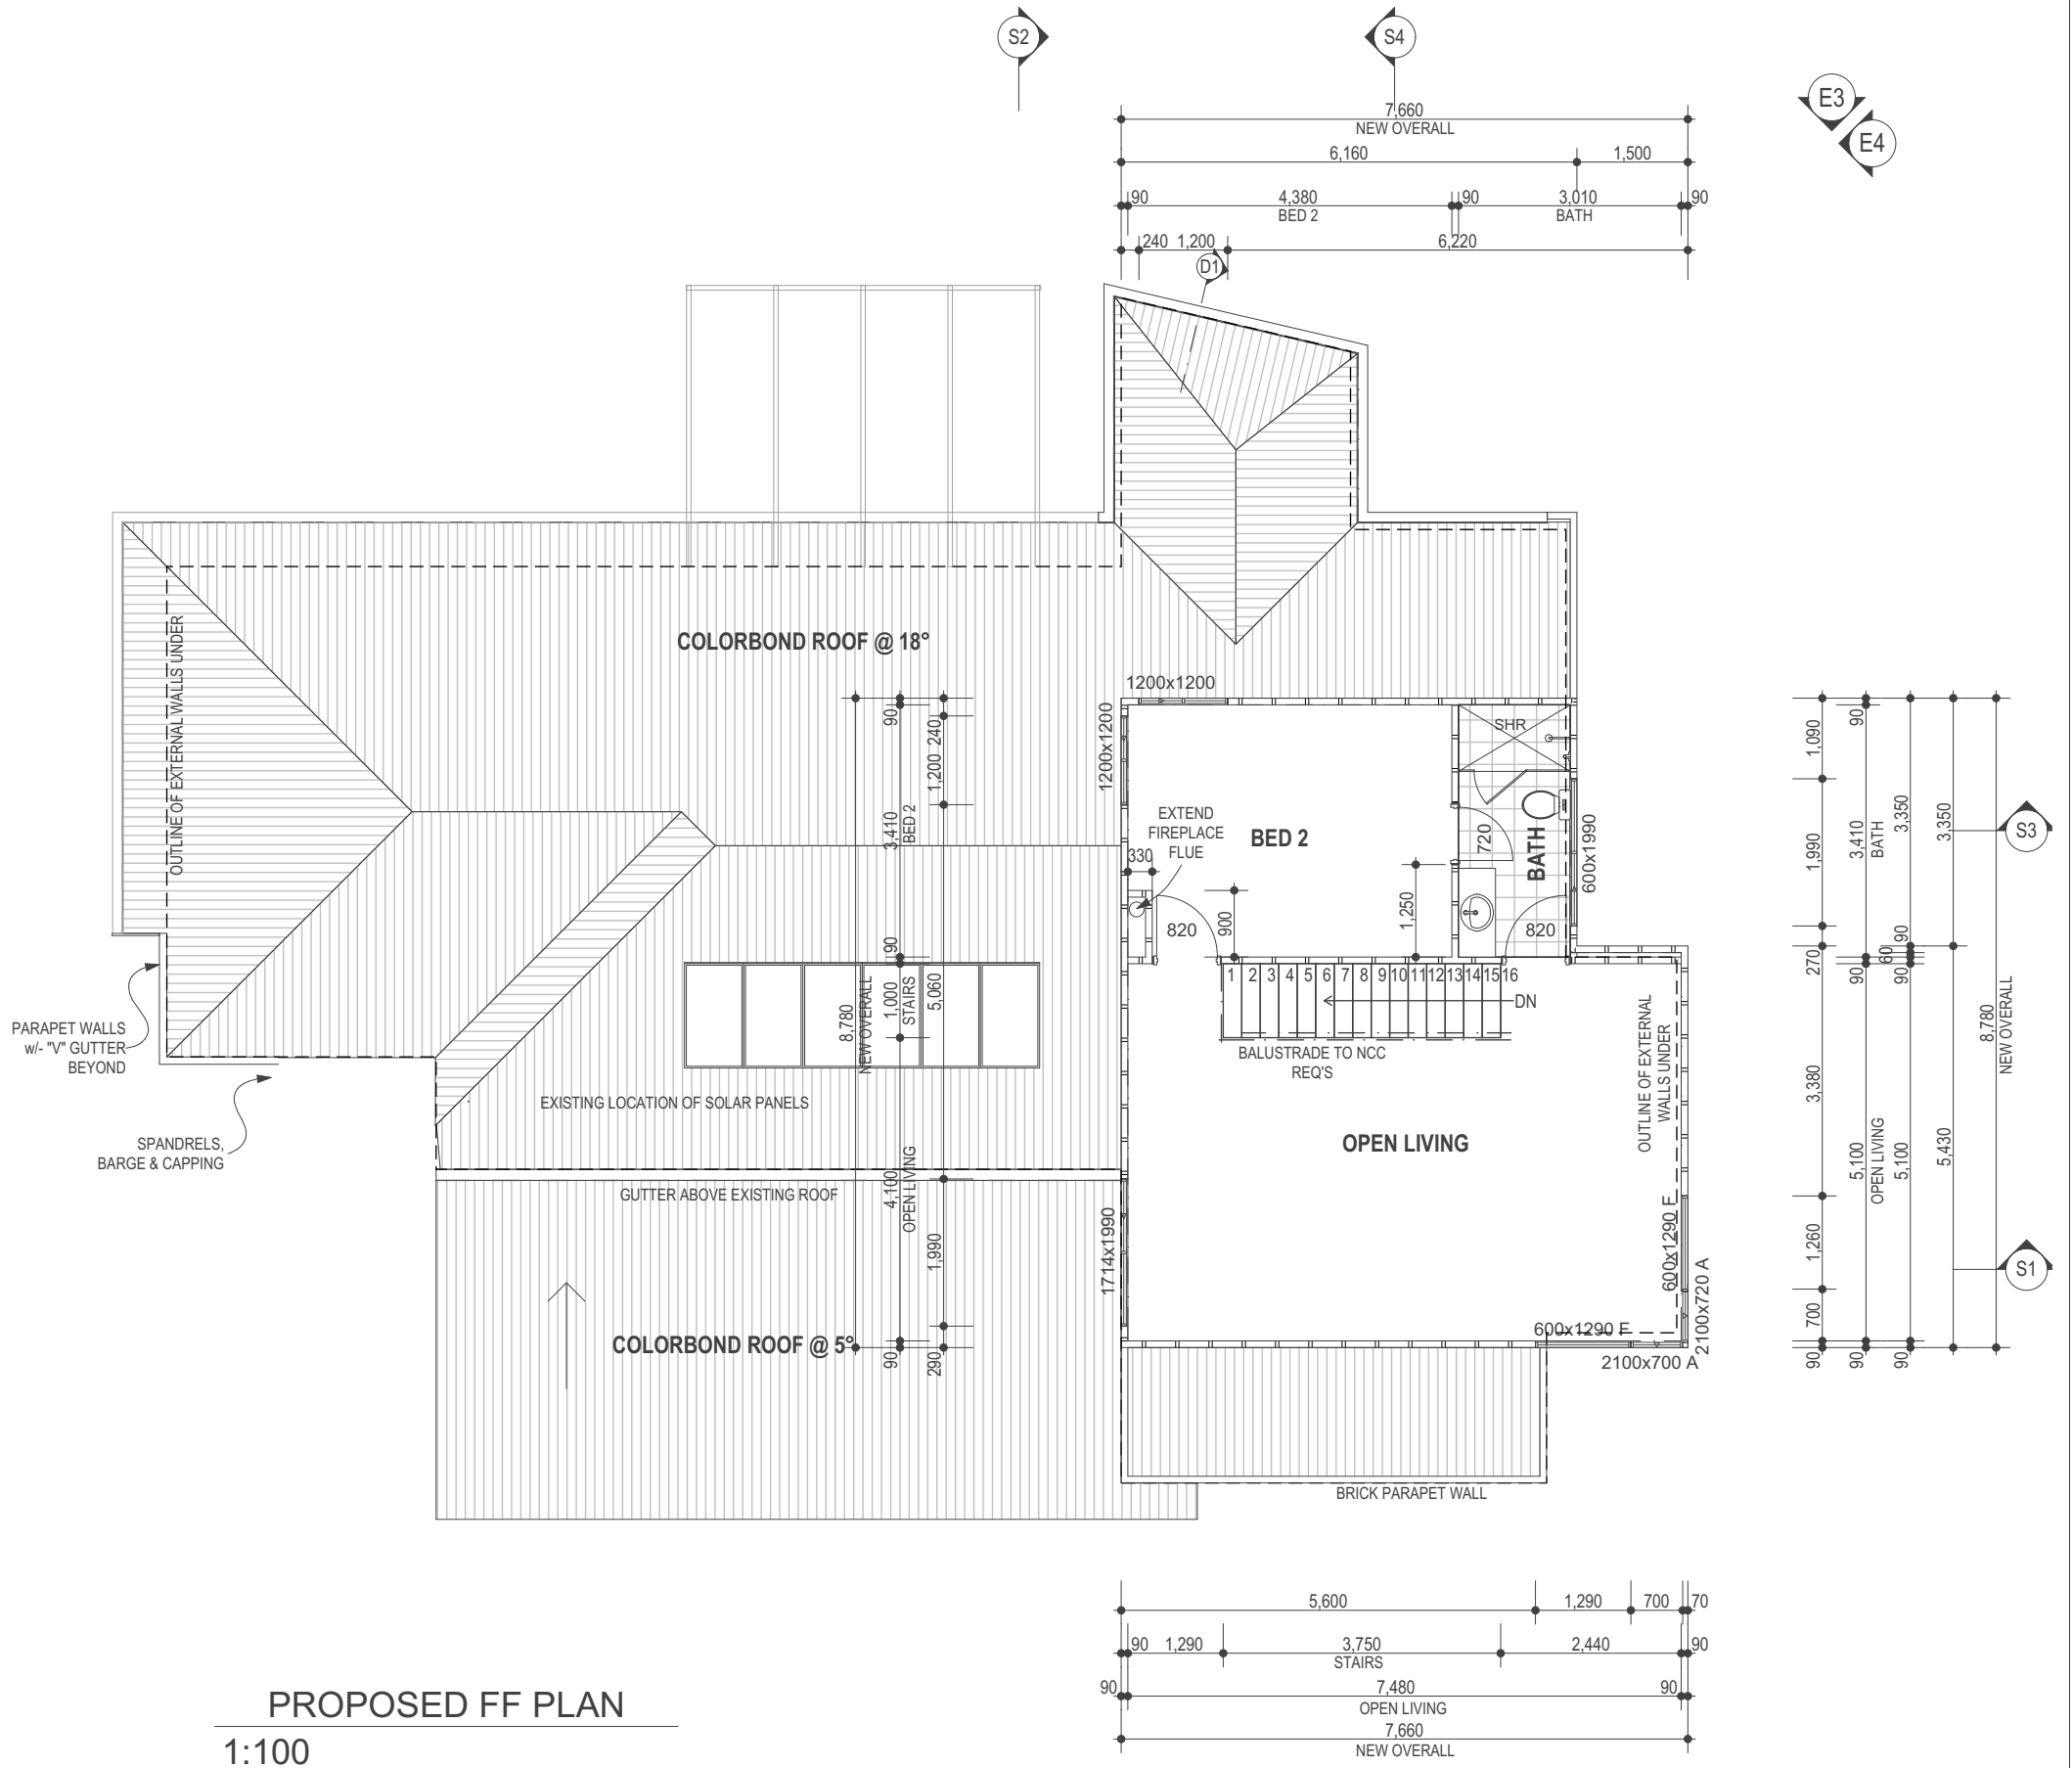 S2
S4
E3
E4
7,660
NEW OVERALL
6,160
1,500
90
4,380
90
3,010
90
BED 2
BATH
240
1,200
6,220
D1
COLORBOND ROOF @ 18°
OUTLINE OF EXTERNAL WALLS UNDER
1200x1200
1200x1200
SHR
EXTEND
FIREPLACE
FLUE
330
BED 2
720
BATH
600x1990
820
900
1,250
820
1 2 3 4 5 6 7 8 9 10 11 12 13 14 15 16
DN
BALUSTRADE TO NCC
REQ'S
OUTLINE OF EXTERNAL
WALLS UNDER
OPEN LIVING
PARAPET WALLS
w/- "V" GUTTER
BEYOND
SPANDRELS,
BARGE & CAPPING
EXISTING LOCATION OF SOLAR PANELS
GUTTER ABOVE EXISTING ROOF
COLORBOND ROOF @ 5°
8,780
NEW OVERALL
90
3,410
BED 2
90
1,000
STAIRS
4,100
OPEN LIVING
90
240
1,200
5,060
1,990
290
1714x1990
600x1290 F
2100x720 A
600x1290 F
2100x700 A
BRICK PARAPET WALL
1,090
1,990
270
3,380
1,260
700
90
90
3,410
BATH
90
5,100
OPEN LIVING
90
3,350
90
60
90
5,100
90
3,350
5,430
8,780
NEW OVERALL
S3
S1
5,600
1,290
700
70
90
1,290
3,750
2,440
90
STAIRS
90
7,480
90
OPEN LIVING
7,660
NEW OVERALL
PROPOSED FF PLAN
1:100